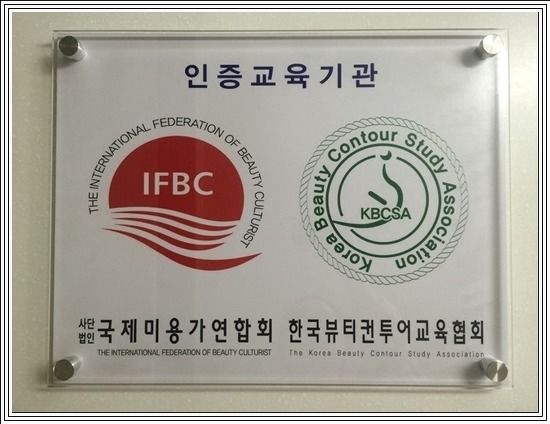 인증교육기관
THE INTERNATIONAL FEDERATION OF BEAUTY CULTURIST
IFBC
Korea Beauty Contour Study Association
KBCSA
사단법인 국제미용가연합회
THE INTERNATIONAL FEDERATION OF BEAUTY CULTURIST
한국뷰티컨투어교육협회
The Korea Beauty Contour Study Association